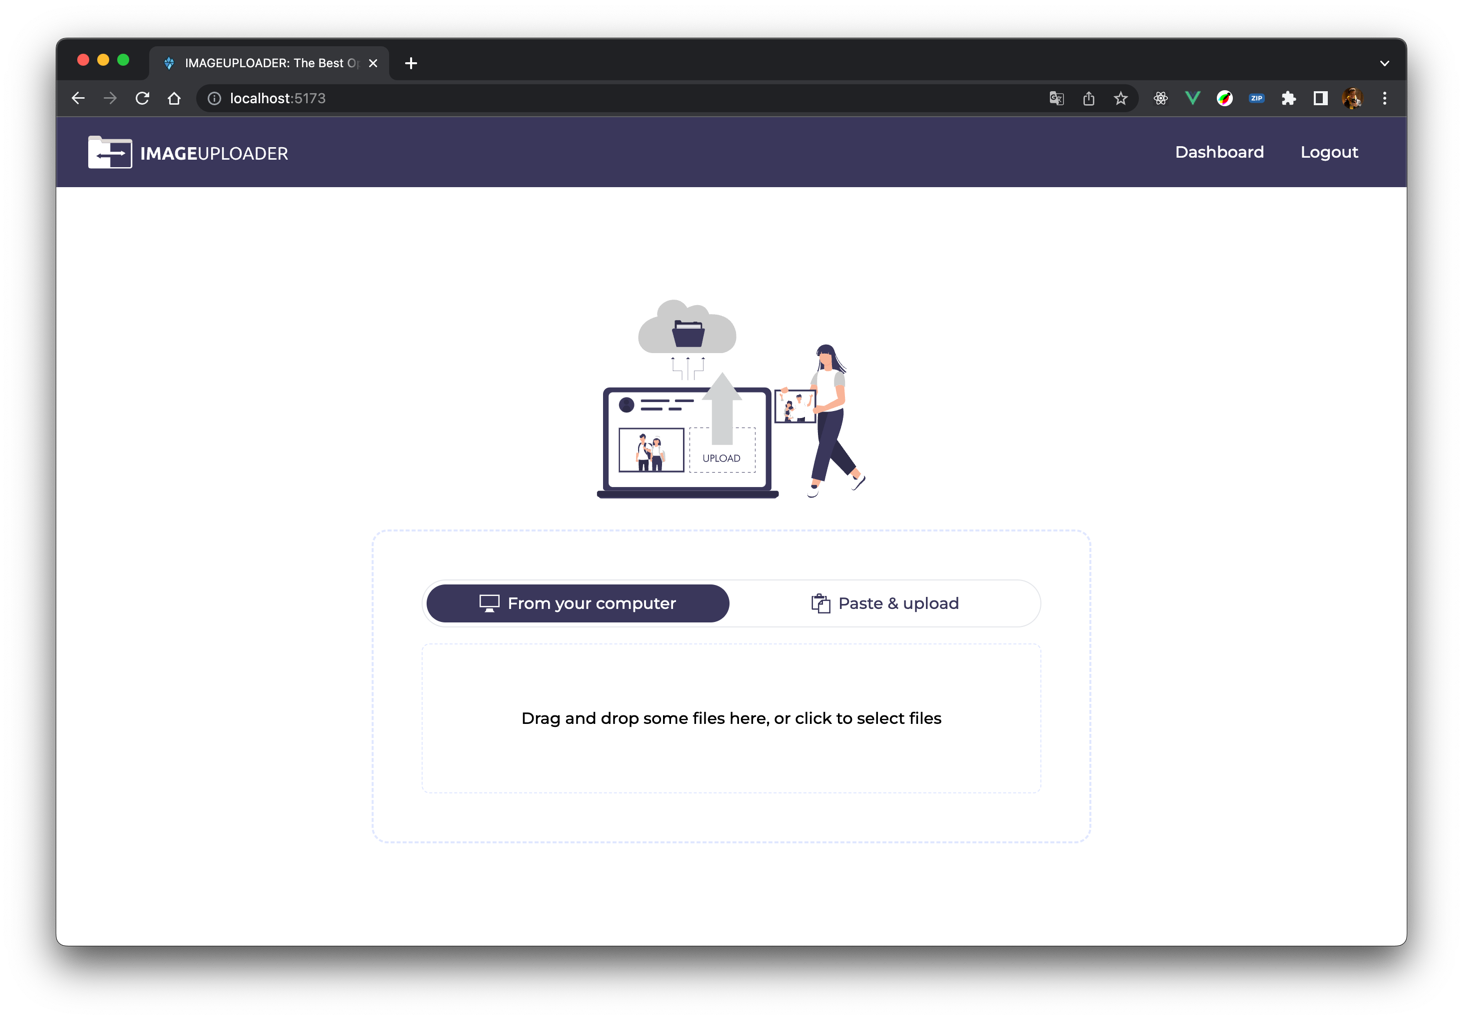 IMAGEUPLOADER: The Best O
localhost:5173
ZIP
IMAGEUPLOADER
Dashboard
Logout
UPLOAD
From your computer
Paste & upload
Drag and drop some files here, or click to select files